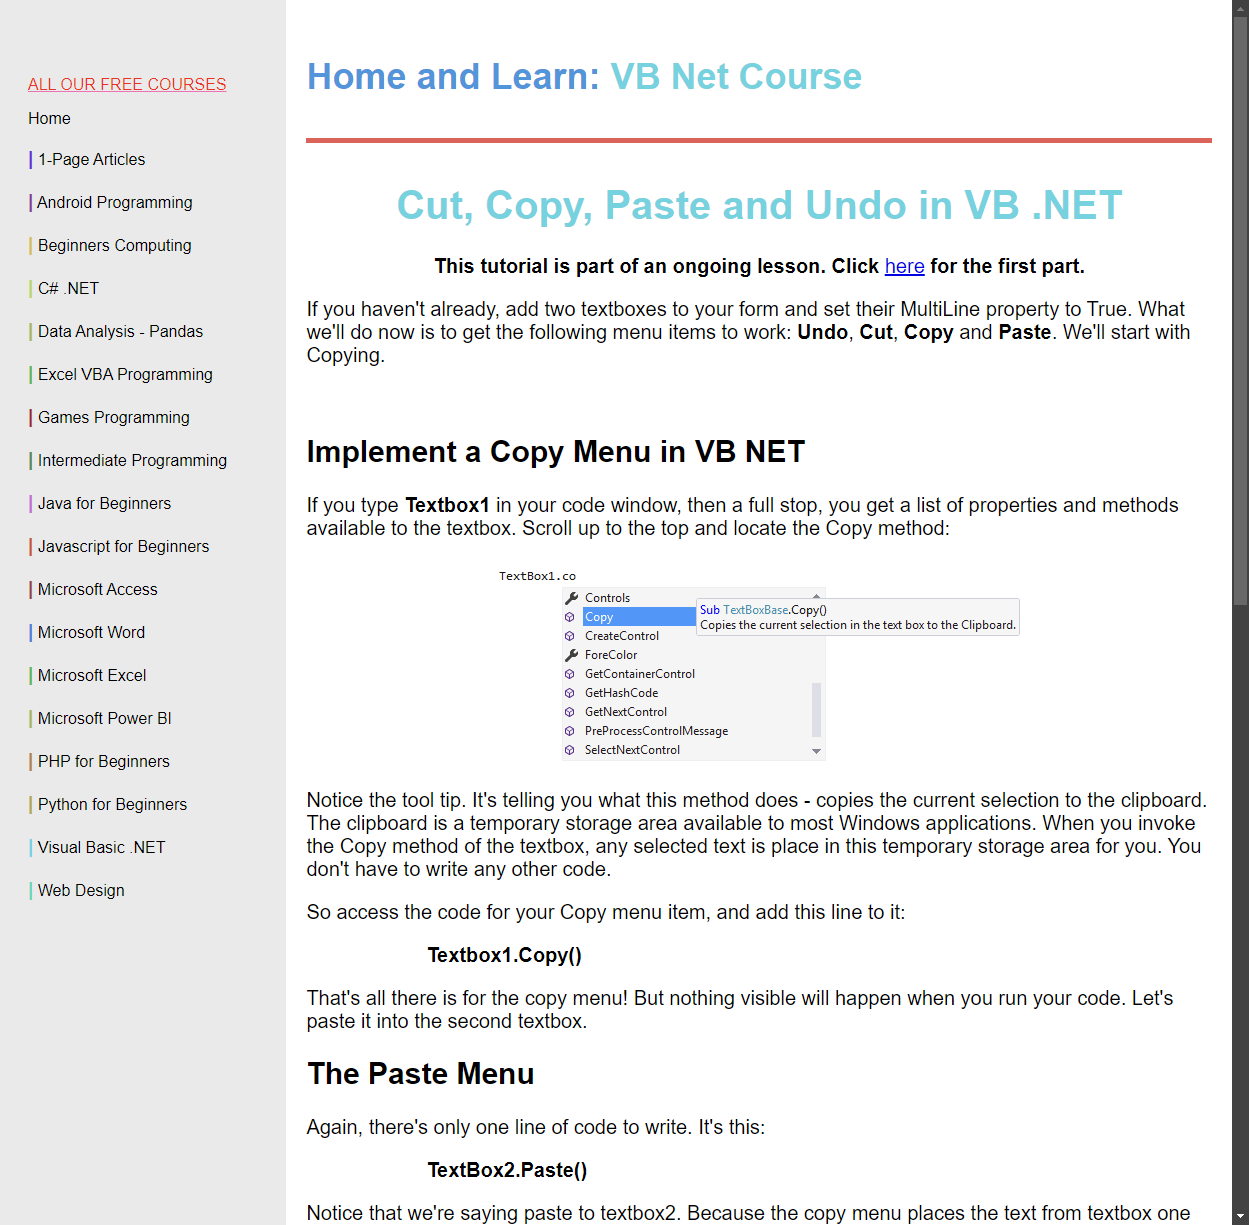 ALL OUR FREE COURSES
Home
1-Page Articles
Android Programming
Beginners Computing
C# .NET
Data Analysis - Pandas
Excel VBA Programming
Games Programming
Intermediate Programming
Java for Beginners
Javascript for Beginners
Microsoft Access
Microsoft Word
Microsoft Excel
Microsoft Power BI
PHP for Beginners
Python for Beginners
Visual Basic .NET
Web Design
Home and Learn: VB Net Course
Cut, Copy, Paste and Undo in VB .NET
This tutorial is part of an ongoing lesson. Click here for the first part.
If you haven't already, add two textboxes to your form and set their MultiLine property to True. What
we'll do now is to get the following menu items to work: Undo, Cut, Copy and Paste. We'll start with
Copying.
Implement a Copy Menu in VB NET
If you type Textbox1 in your code window, then a full stop, you get a list of properties and methods
available to the textbox. Scroll up to the top and locate the Copy method:
TextBox1.co
Controls
Copy
CreateControl
ForeColor
GetContainerControl
GetHashCode
GetNextControl
PreProcessControlMessage
SelectNextControl
Sub TextBoxBase.Copy()
Copies the current selection in the text box to the Clipboard.
Notice the tool tip. It's telling you what this method does - copies the current selection to the clipboard.
The clipboard is a temporary storage area available to most Windows applications. When you invoke
the Copy method of the textbox, any selected text is place in this temporary storage area for you. You
don't have to write any other code.
So access the code for your Copy menu item, and add this line to it:
Textbox1.Copy()
That's all there is for the copy menu! But nothing visible will happen when you run your code. Let's
paste it into the second textbox.
The Paste Menu
Again, there's only one line of code to write. It's this:
TextBox2.Paste()
Notice that we're saying paste to textbox2. Because the copy menu places the text from textbox one